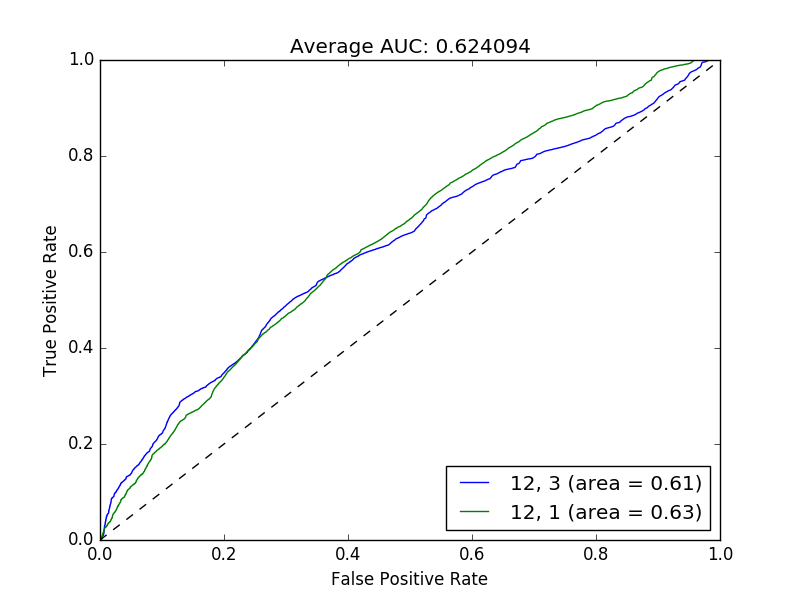 Average AUC: 0.624094
1.0
0.8
0.6
0.4
0.2
0.0
True Positive Rate
12, 3 (area = 0.61)
12, 1 (area = 0.63)
0.0 0.2 0.4 0.6 0.8 1.0
False Positive Rate